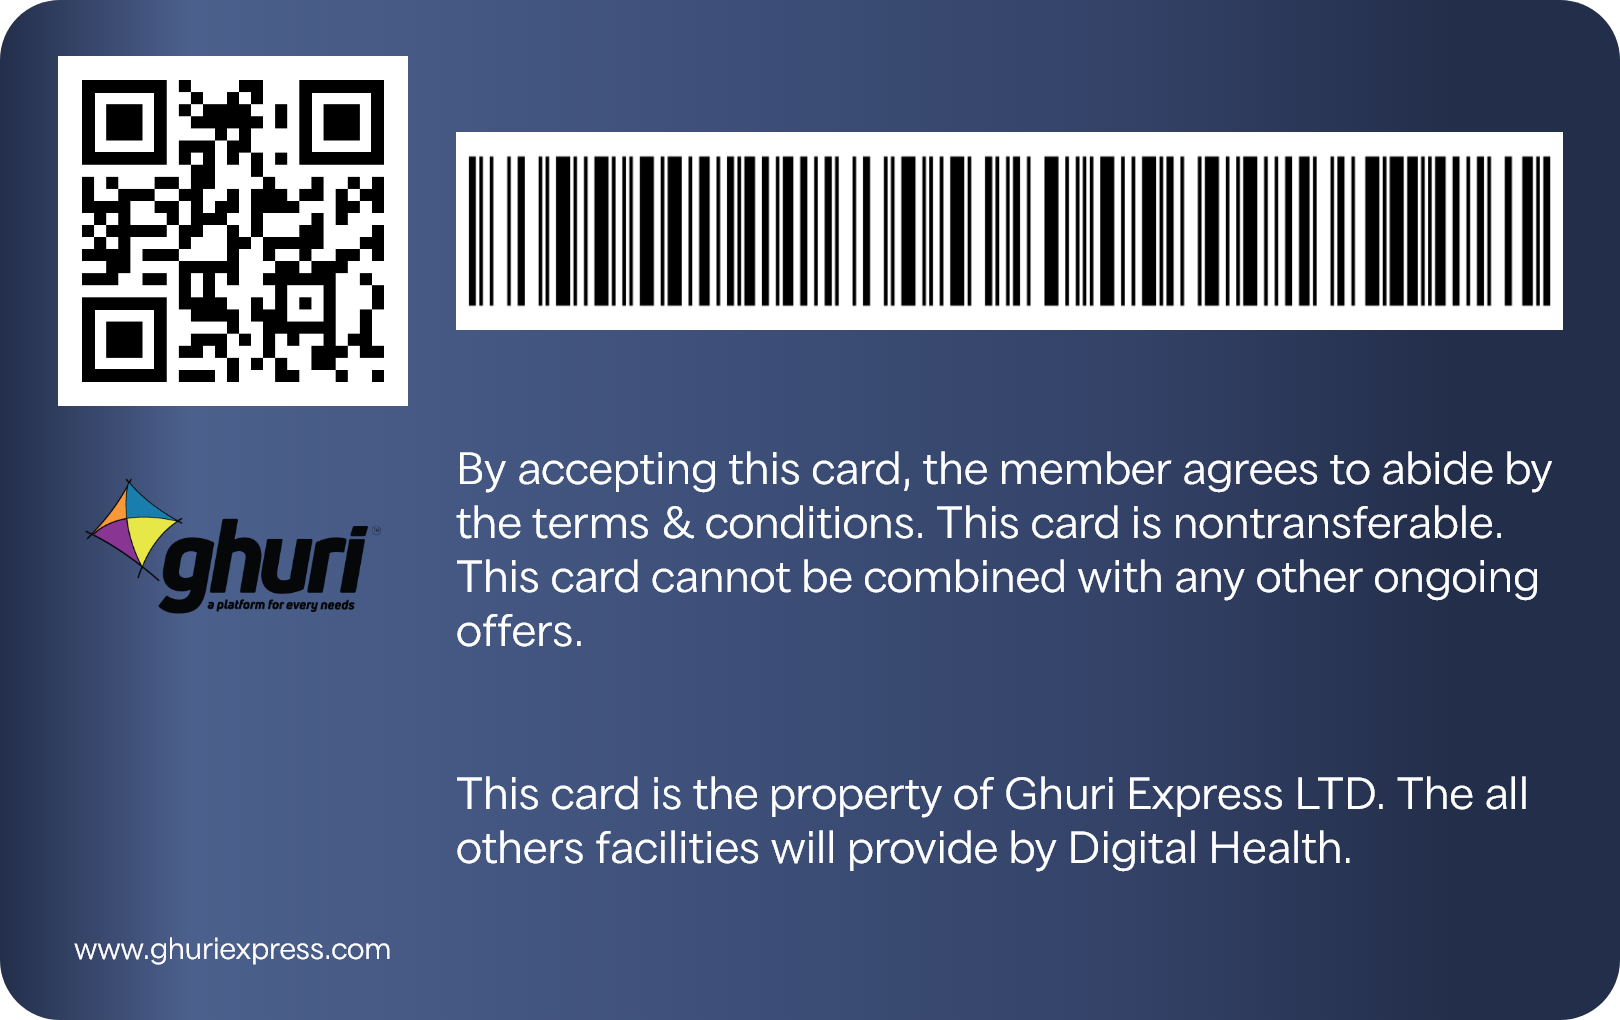 By accepting this card, the member agrees to abide by
the terms & conditions. This card is nontransferable.
This card cannot be combined with any other ongoing
offers.
ghuri™
a platform for every needs
This card is the property of Ghuri Express LTD. The all
others facilities will provide by Digital Health.
www.ghuriexpress.com